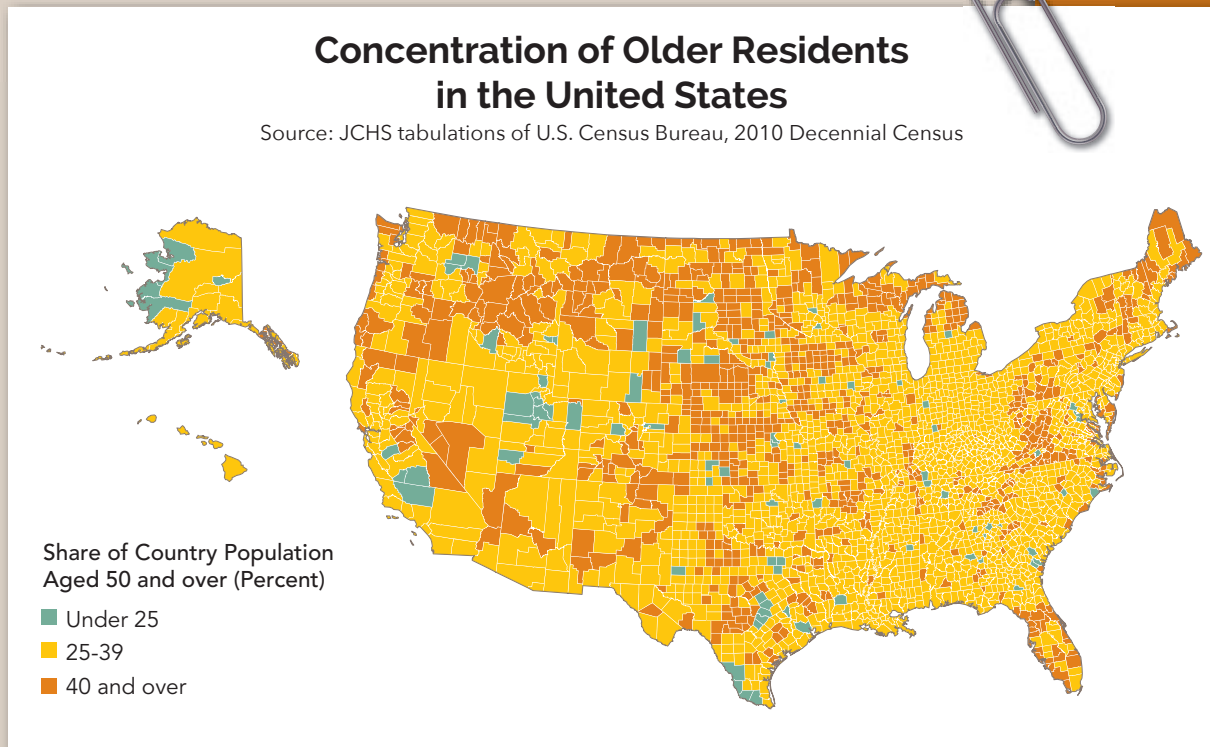 Concentration of Older Residents
in the United States
Source: JCHS tabulations of U.S. Census Bureau, 2010 Decennial Census
Share of Country Population
Aged 50 and over (Percent)
Under 25
25-39
40 and over